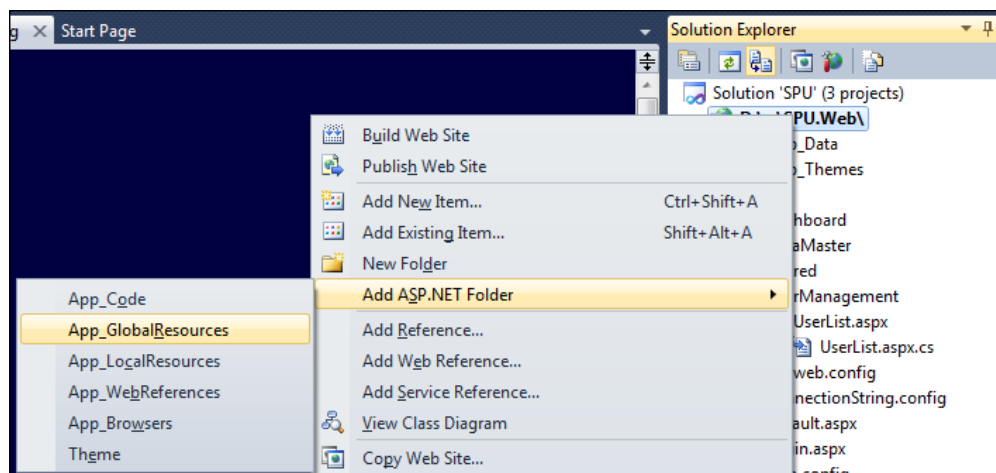 g Start Page
Solution Explorer
Solution 'SPU' (3 projects)
PU.Web\
_Data
_Themes
hboard
aMaster
red
rManagement
UserList.aspx
UserList.aspx.cs
web.config
nectionString.config
ault.aspx
in.aspx
Build Web Site
Publish Web Site
Add New Item... Ctrl+Shift+A
Add Existing Item... Shift+Alt+A
New Folder
Add ASP.NET Folder
Add Reference...
Add Web Reference...
Add Service Reference...
View Class Diagram
Copy Web Site...
App_Code
App_GlobalResources
App_LocalResources
App_WebReferences
App_Browsers
Theme